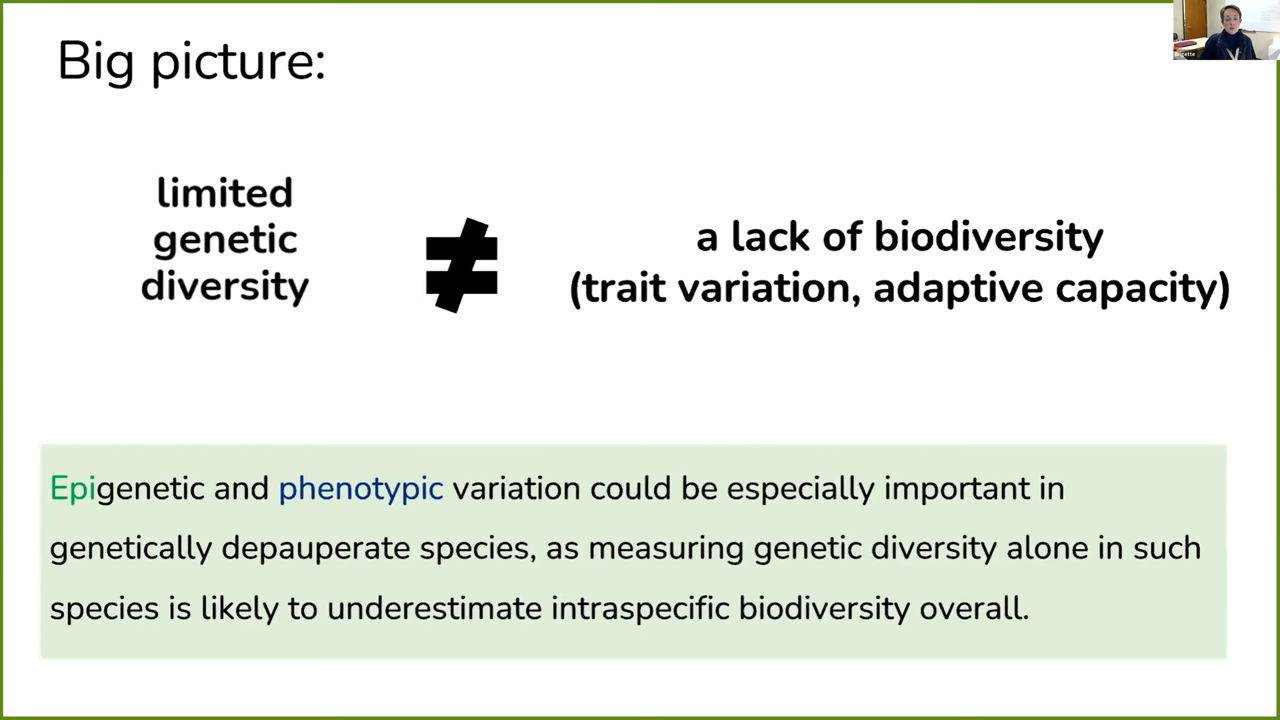 Big picture:
limited
genetic
diversity
≠
a lack of biodiversity
(trait variation, adaptive capacity)
Epigenetic and phenotypic variation could be especially important in
genetically depauperate species, as measuring genetic diversity alone in such
species is likely to underestimate intraspecific biodiversity overall.